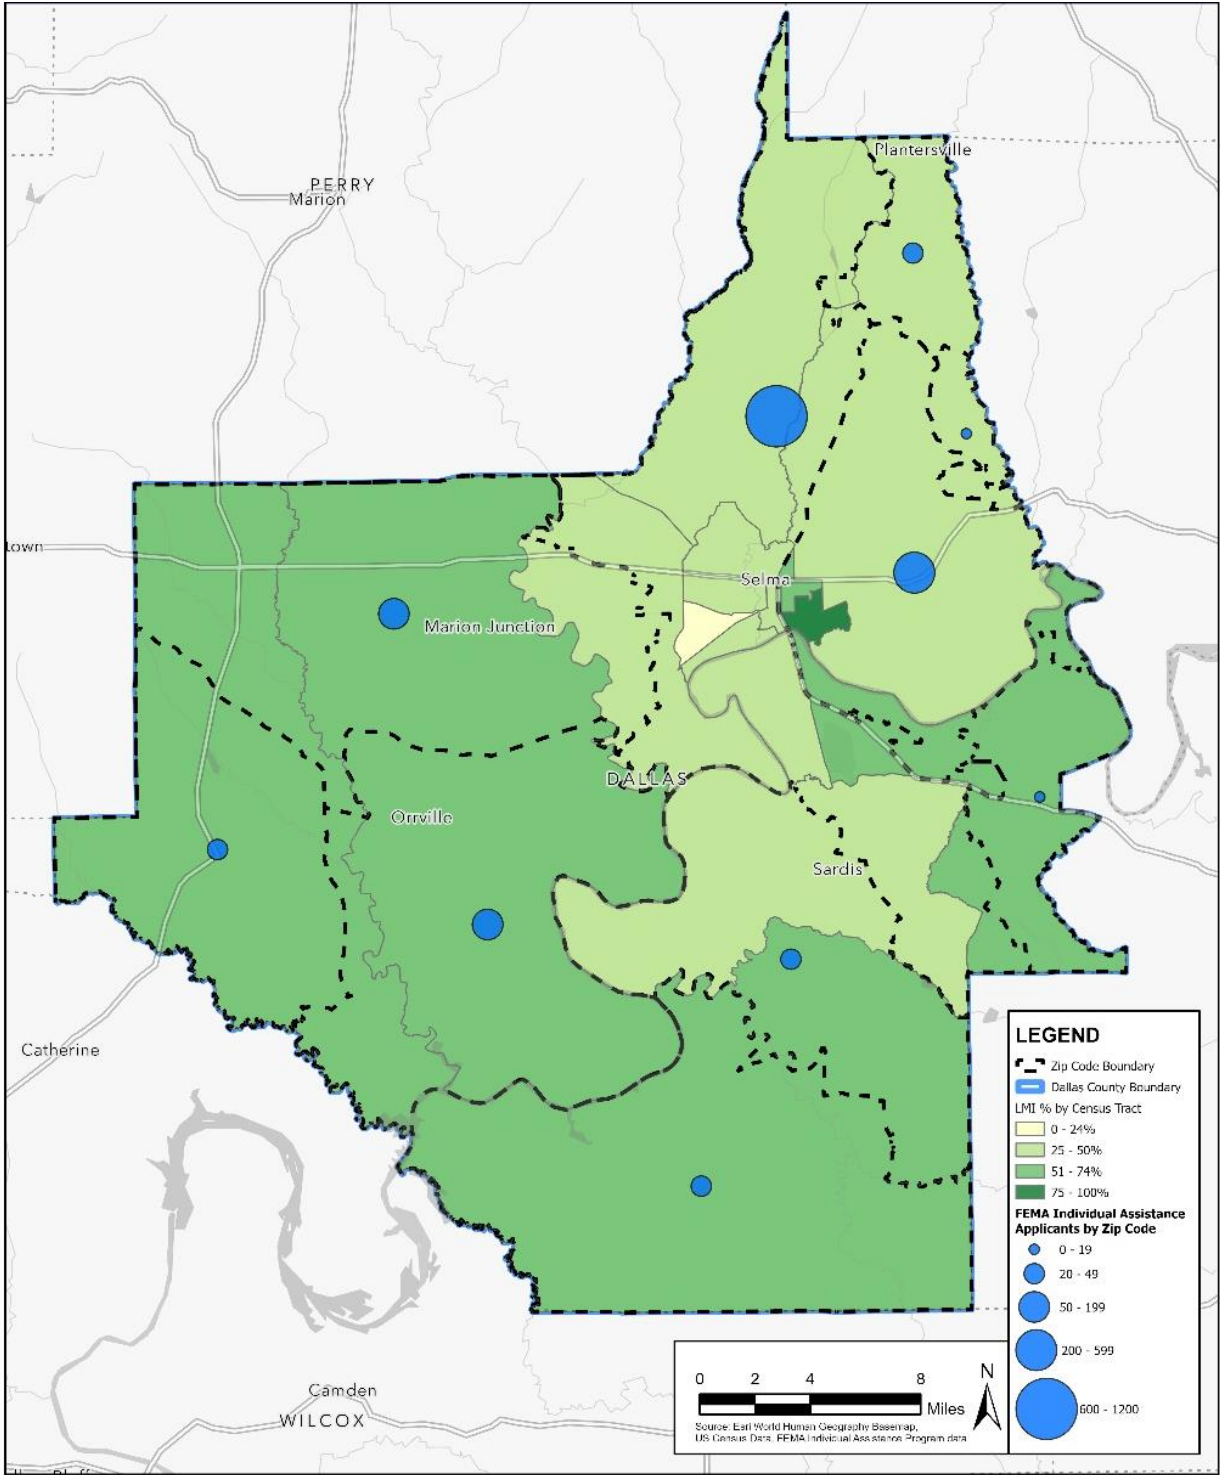 Plantersville
PERRY
Marion
town
Selma
Marion Junction
DALLAS
Orrville
Sardis
Catherine
Camden
WILCOX
LEGEND
Zip Code Boundary
Dallas County Boundary
LMI % by Census Tract
0 - 24%
25 - 50%
51 - 74%
75 - 100%
FEMA Individual Assistance
Applicants by Zip Code
0 - 19
20 - 49
50 - 199
200 - 599
600 - 1200
0 2 4 8
Miles
N
Source: Esri World Human Geography Basemap,
US Census Data, FEMA Individual Assistance Program data